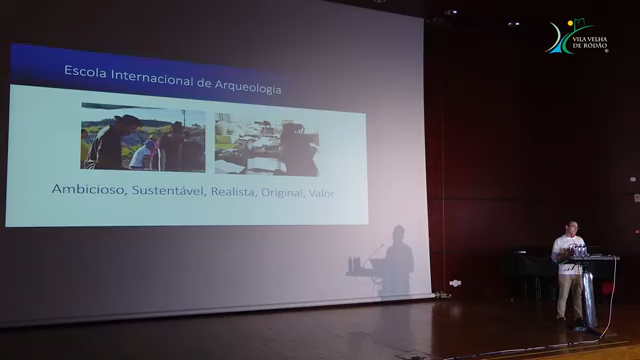 Escola Internacional de Arqueologia
Ambicioso, Sustentável, Realista, Original, Valor
VILA VELHA
DE RÓDÃO